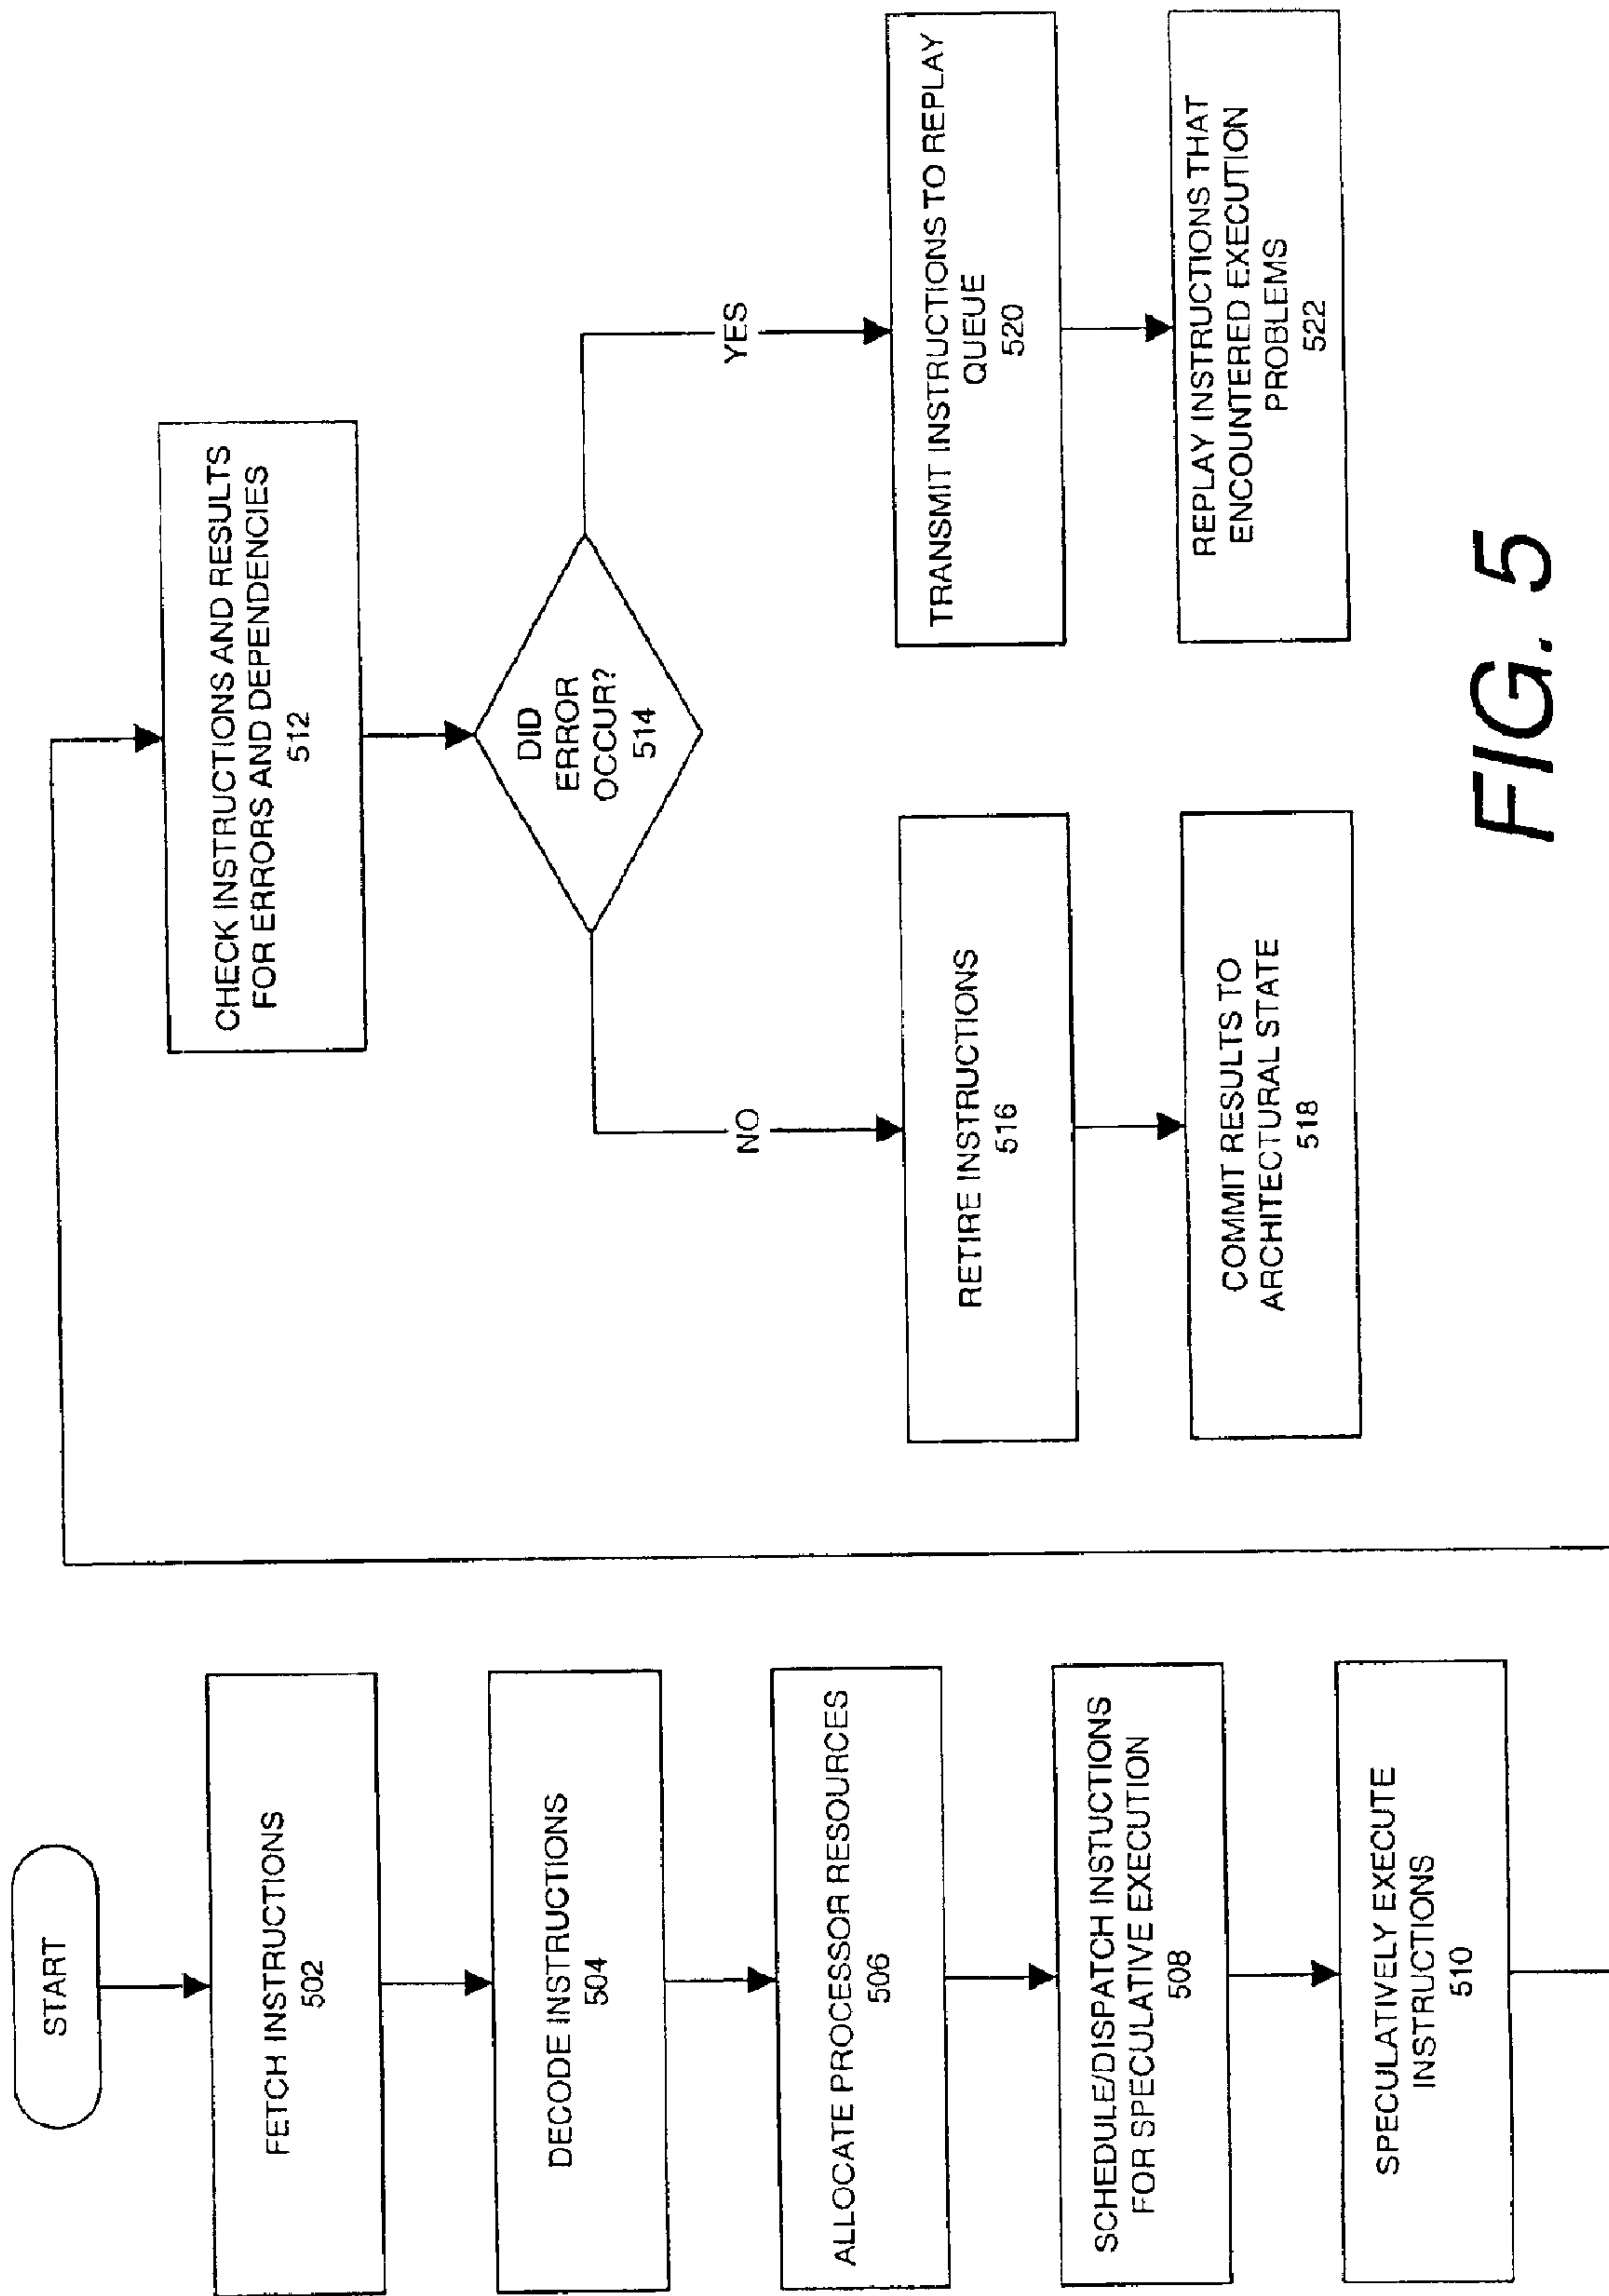 START
FETCH INSTRUCTIONS
502
DECODE INSTRUCTIONS
504
ALLOCATE PROCESSOR RESOURCES
506
SCHEDULE/DISPATCH INSTUCTIONS
FOR SPECULATIVE EXECUTION
508
SPECULATIVELY EXECUTE
INSTRUCTIONS
510
CHECK INSTRUCTIONS AND RESULTS
FOR ERRORS AND DEPENDENCIES
512
DID
ERROR
OCCUR?
514
NO
YES
RETIRE INSTRUCTIONS
516
COMMIT RESULTS TO
ARCHITECTURAL STATE
518
TRANSMIT INSTRUCTIONS TO REPLAY
QUEUE
520
REPLAY INSTRUCTIONS THAT
ENCOUNTERED EXECUTION
PROBLEMS
522
FIG. 5